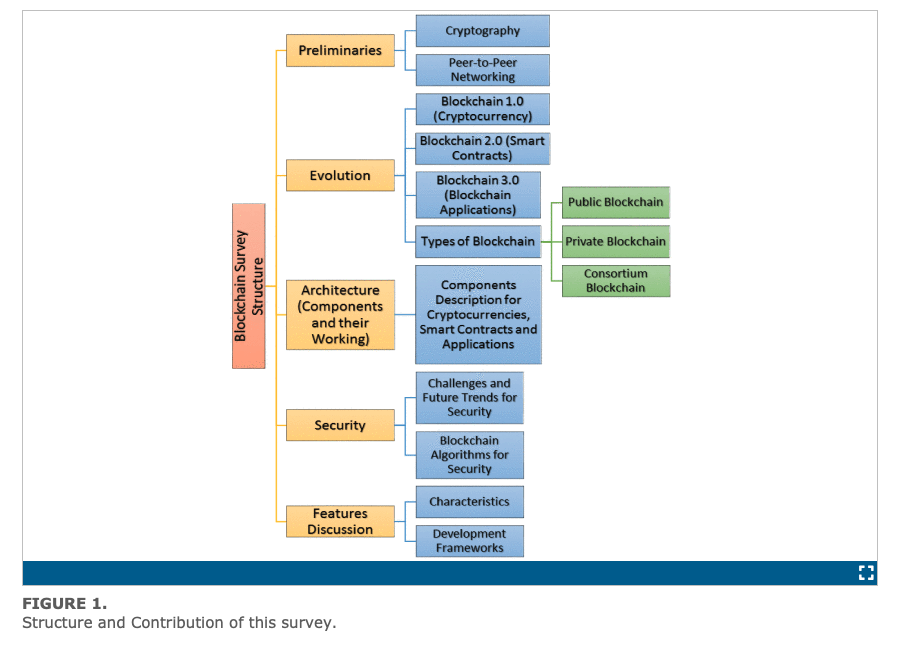 Blockchain Survey
Structure
Preliminaries
Cryptography
Peer-to-Peer
Networking
Evolution
Blockchain 1.0
(Cryptocurrency)
Blockchain 2.0 (Smart
Contracts)
Blockchain 3.0
(Blockchain
Applications)
Types of Blockchain
Public Blockchain
Private Blockchain
Consortium
Blockchain
Architecture
(Components
and their
Working)
Components
Description for
Cryptocurrencies,
Smart Contracts and
Applications
Security
Challenges and
Future Trends for
Security
Blockchain
Algorithms for
Security
Features
Discussion
Characteristics
Development
Frameworks
FIGURE 1.
Structure and Contribution of this survey.